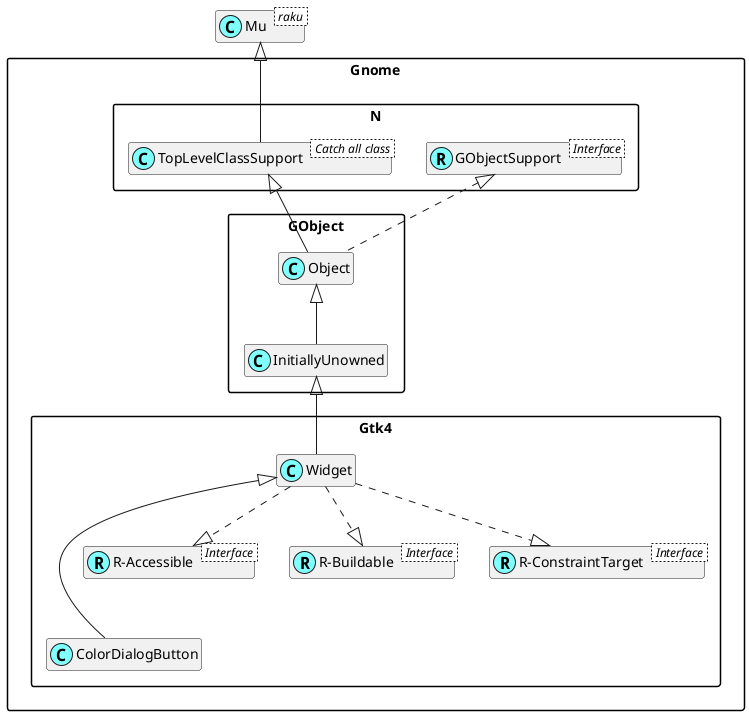 C Mu raku
Gnome
N
C TopLevelClassSupport Catch all class
R GObjectSupport Interface
GObject
C Object
C InitiallyUnowned
Gtk4
C Widget
R R-Accessible Interface
R R-Buildable Interface
R R-ConstraintTarget Interface
C ColorDialogButton